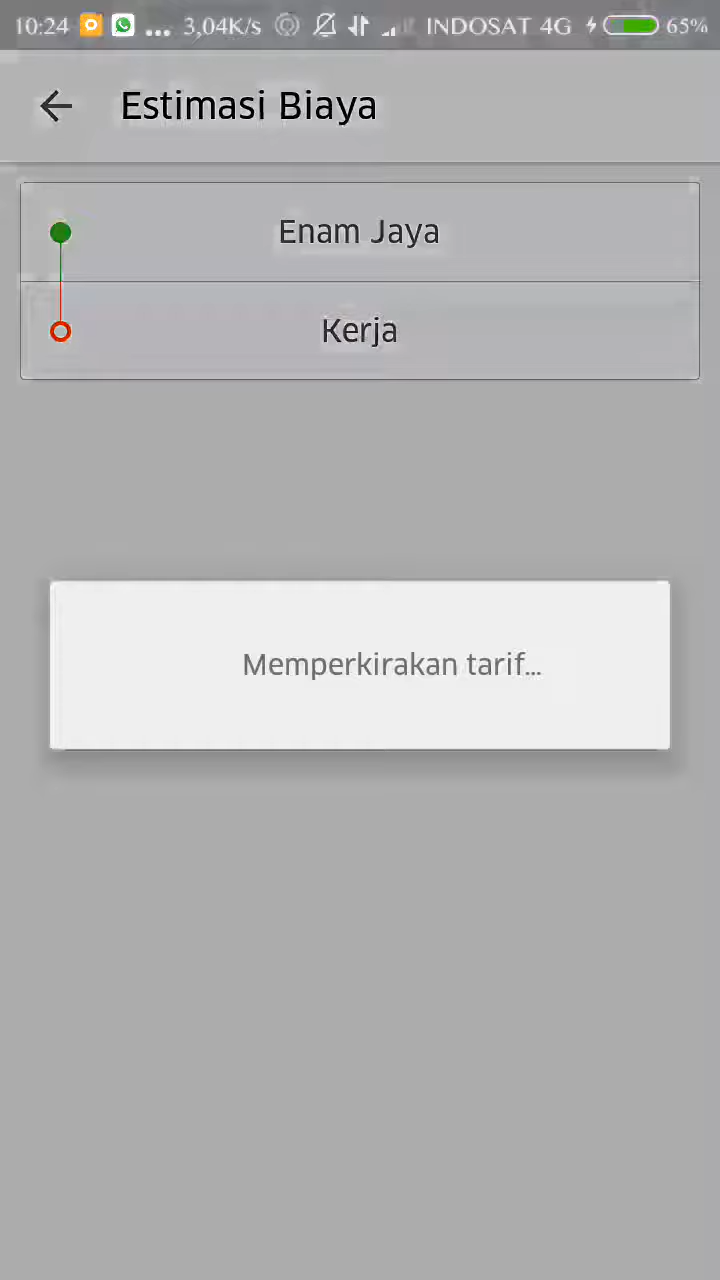 10:24 ... 3,04K/s INDOSAT 4G 65%
Estimasi Biaya
Enam Jaya
Kerja
Memperkirakan tarif...